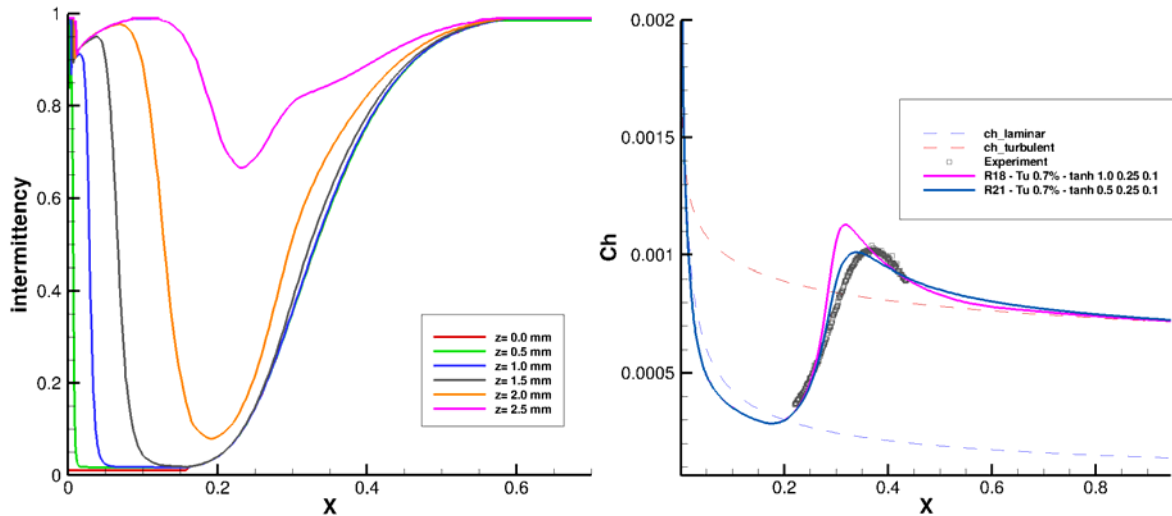 1
0.8
0.6
0.4
0.2
0
intermittency
0
0.2
0.4
0.6
X
z= 0.0 mm
z= 0.5 mm
z= 1.0 mm
z= 1.5 mm
z= 2.0 mm
z= 2.5 mm
0.002
0.0015
0.001
0.0005
Ch
0.2
0.4
0.6
0.8
X
ch_laminar
ch_turbulent
Experiment
R18 - Tu 0.7% - tanh 1.0 0.25 0.1
R21 - Tu 0.7% - tanh 0.5 0.25 0.1